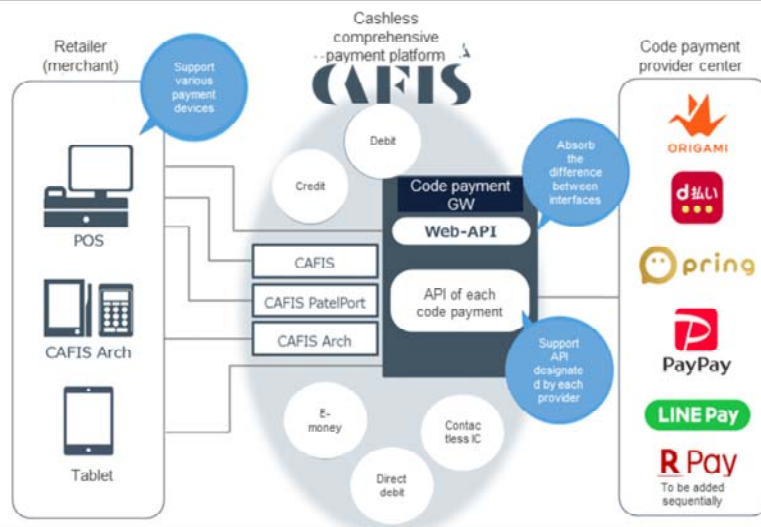 Retailer
(merchant)
Support
various
payment
devices
POS
CAFIS Arch
Tablet
Cashless
comprehensive
payment platform
CAFIS
Debit
Credit
Code payment
GW
Web-API
CAFIS
CAFIS PatelPort
CAFIS Arch
API of each
code payment
Absorb
the
difference
between
interfaces
Support
API
designate
d by each
provider
E-
money
Contac
tless IC
Direct
debit
Code payment
provider center
ORIGAMI
d払い
pring
PayPay
LINE Pay
R Pay
To be added
sequentially